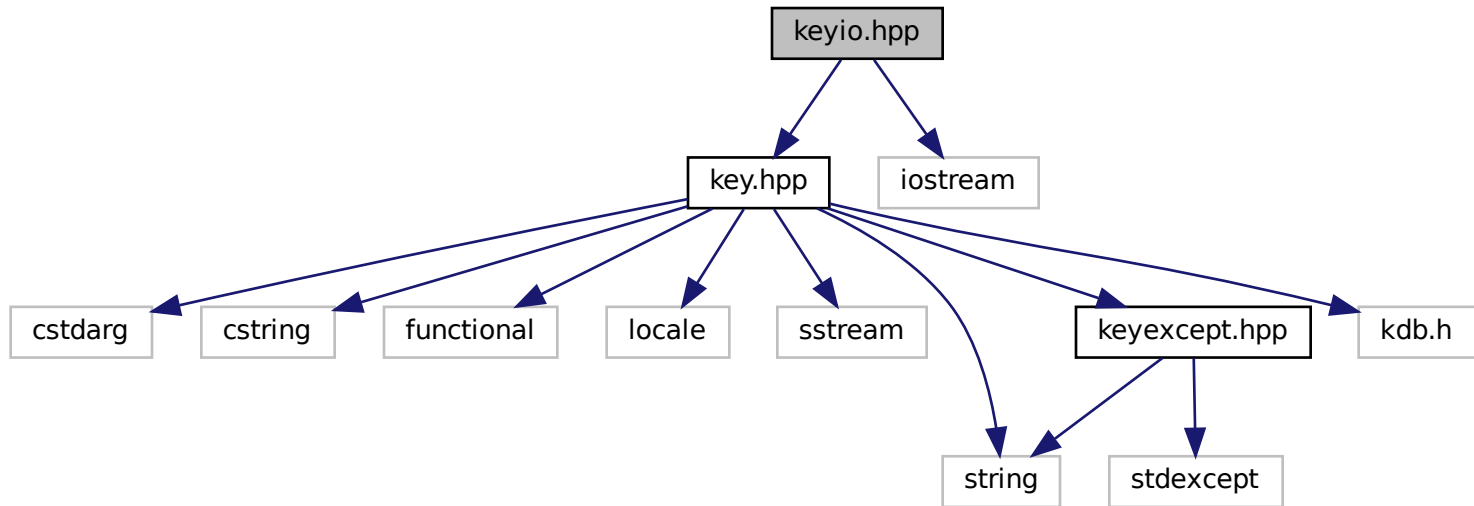 keyio.hpp
key.hpp
iostream
cstdarg
cstring
functional
locale
sstream
keyexcept.hpp
kdb.h
string
stdexcept